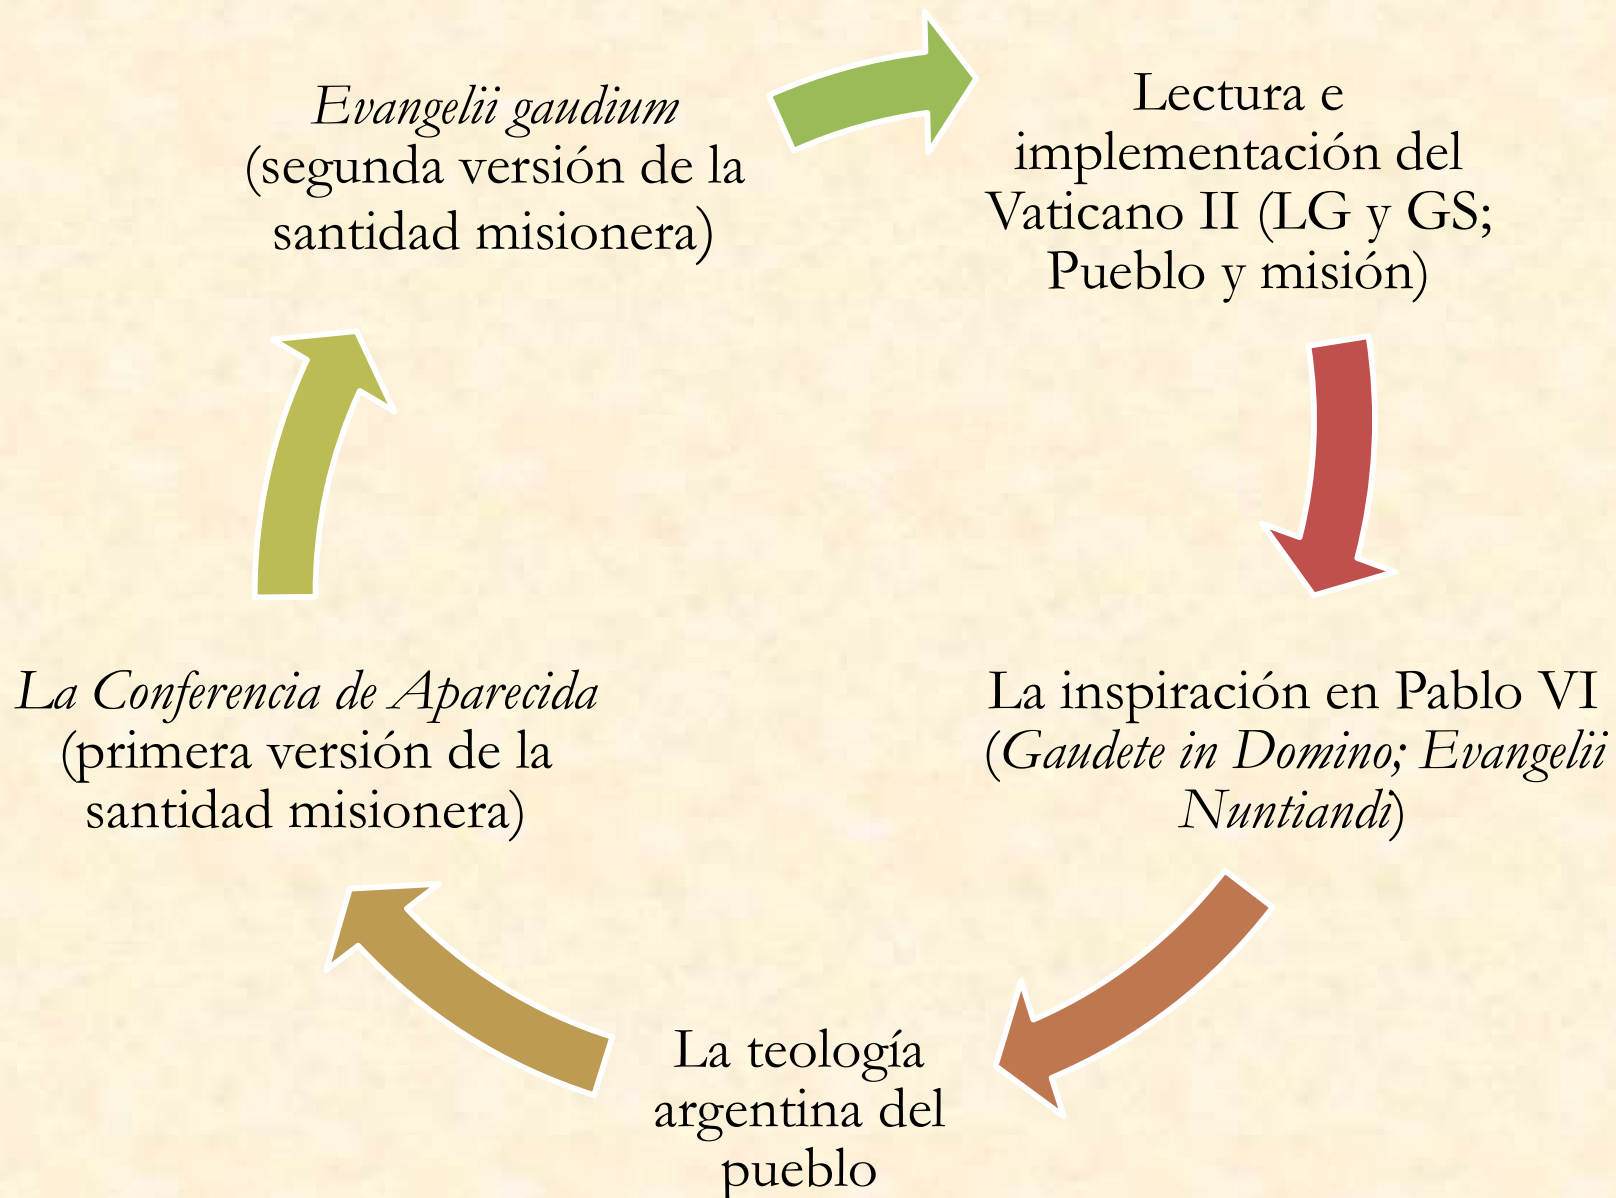 Evangelii gaudium
(segunda versión de la
santidad misionera)
Lectura e
implementación del
Vaticano II (LG y GS;
Pueblo y misión)
La inspiración en Pablo VI
(Gaudete in Domino; Evangelii
Nuntiandi)
La teología
argentina del
pueblo
La Conferencia de Aparecida
(primera versión de la
santidad misionera)